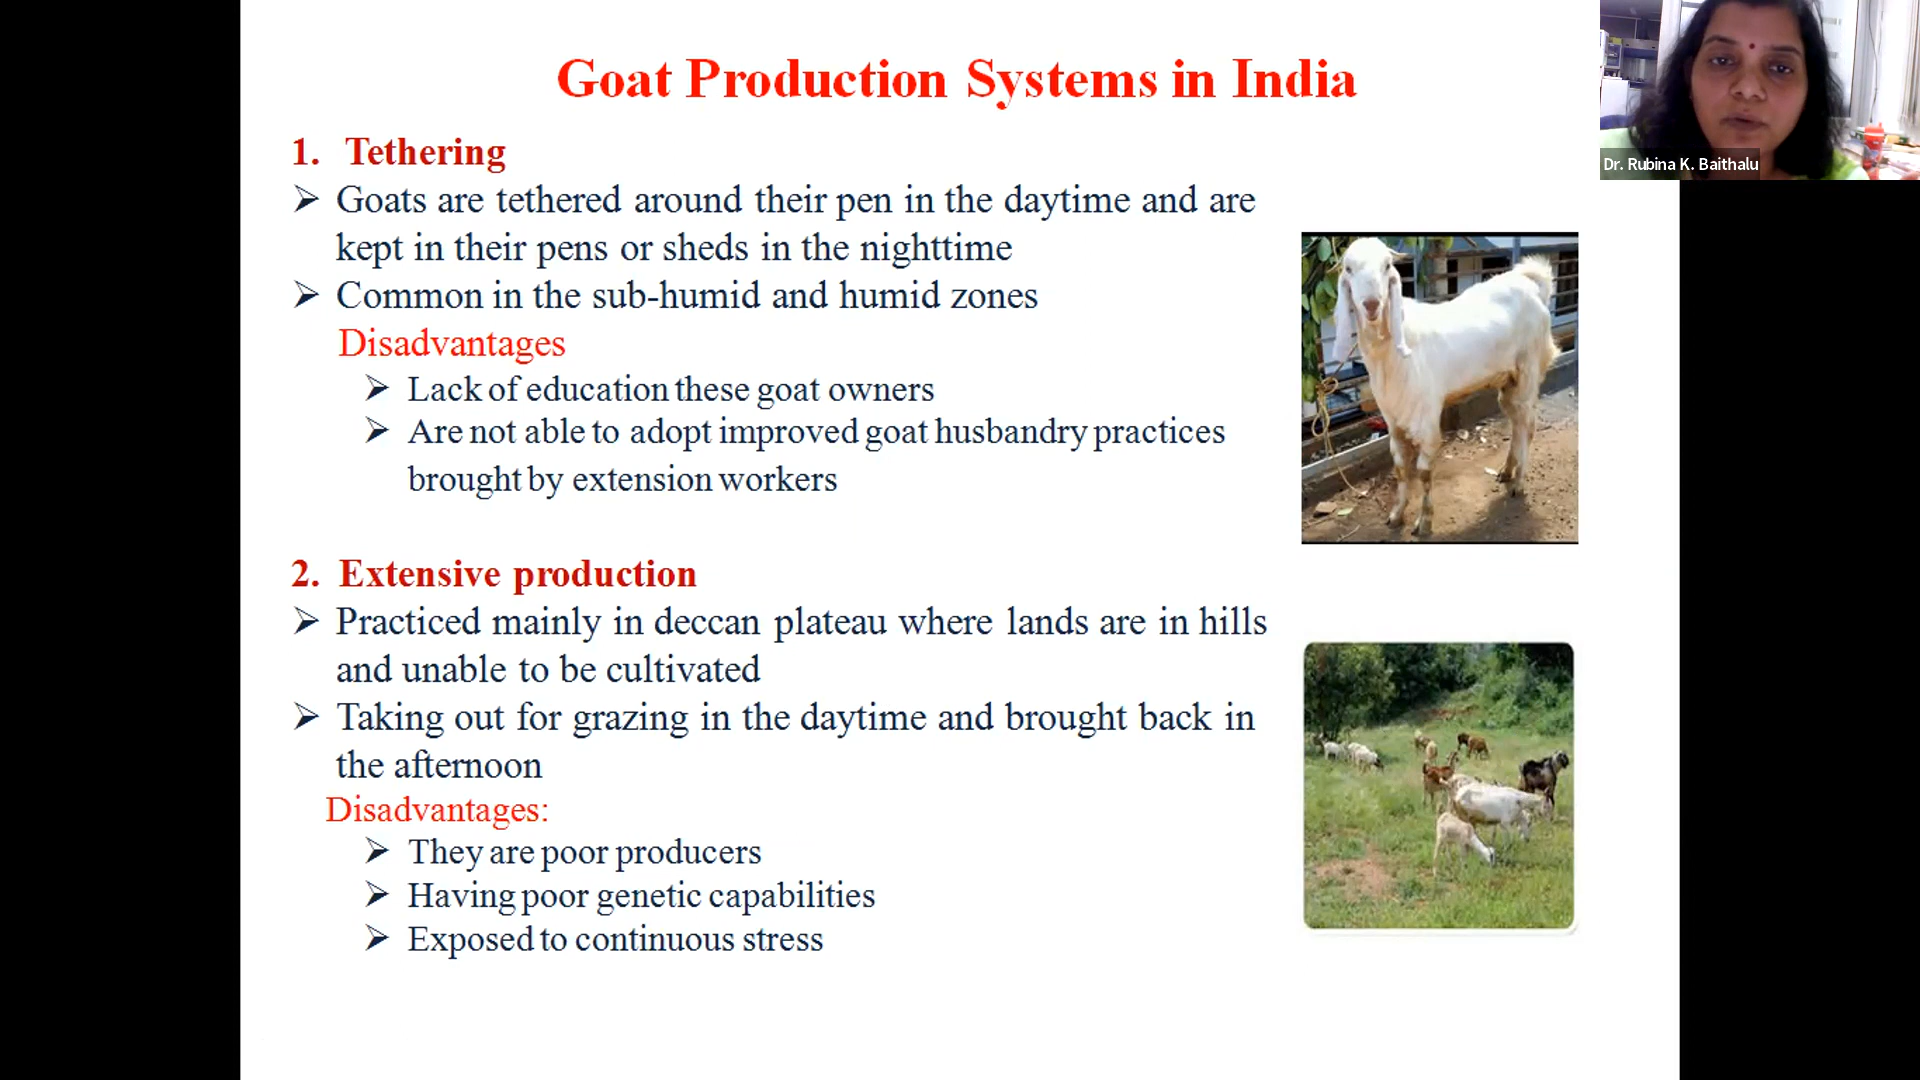 Goat Production Systems in India
Dr. Rubina K. Baithalu
1. Tethering
➢ Goats are tethered around their pen in the daytime and are
kept in their pens or sheds in the nighttime
➢ Common in the sub-humid and humid zones
Disadvantages
➢ Lack of education these goat owners
➢ Are not able to adopt improved goat husbandry practices
brought by extension workers
2. Extensive production
➢ Practiced mainly in deccan plateau where lands are in hills
and unable to be cultivated
➢ Taking out for grazing in the daytime and brought back in
the afternoon
Disadvantages:
➢ They are poor producers
➢ Having poor genetic capabilities
➢ Exposed to continuous stress